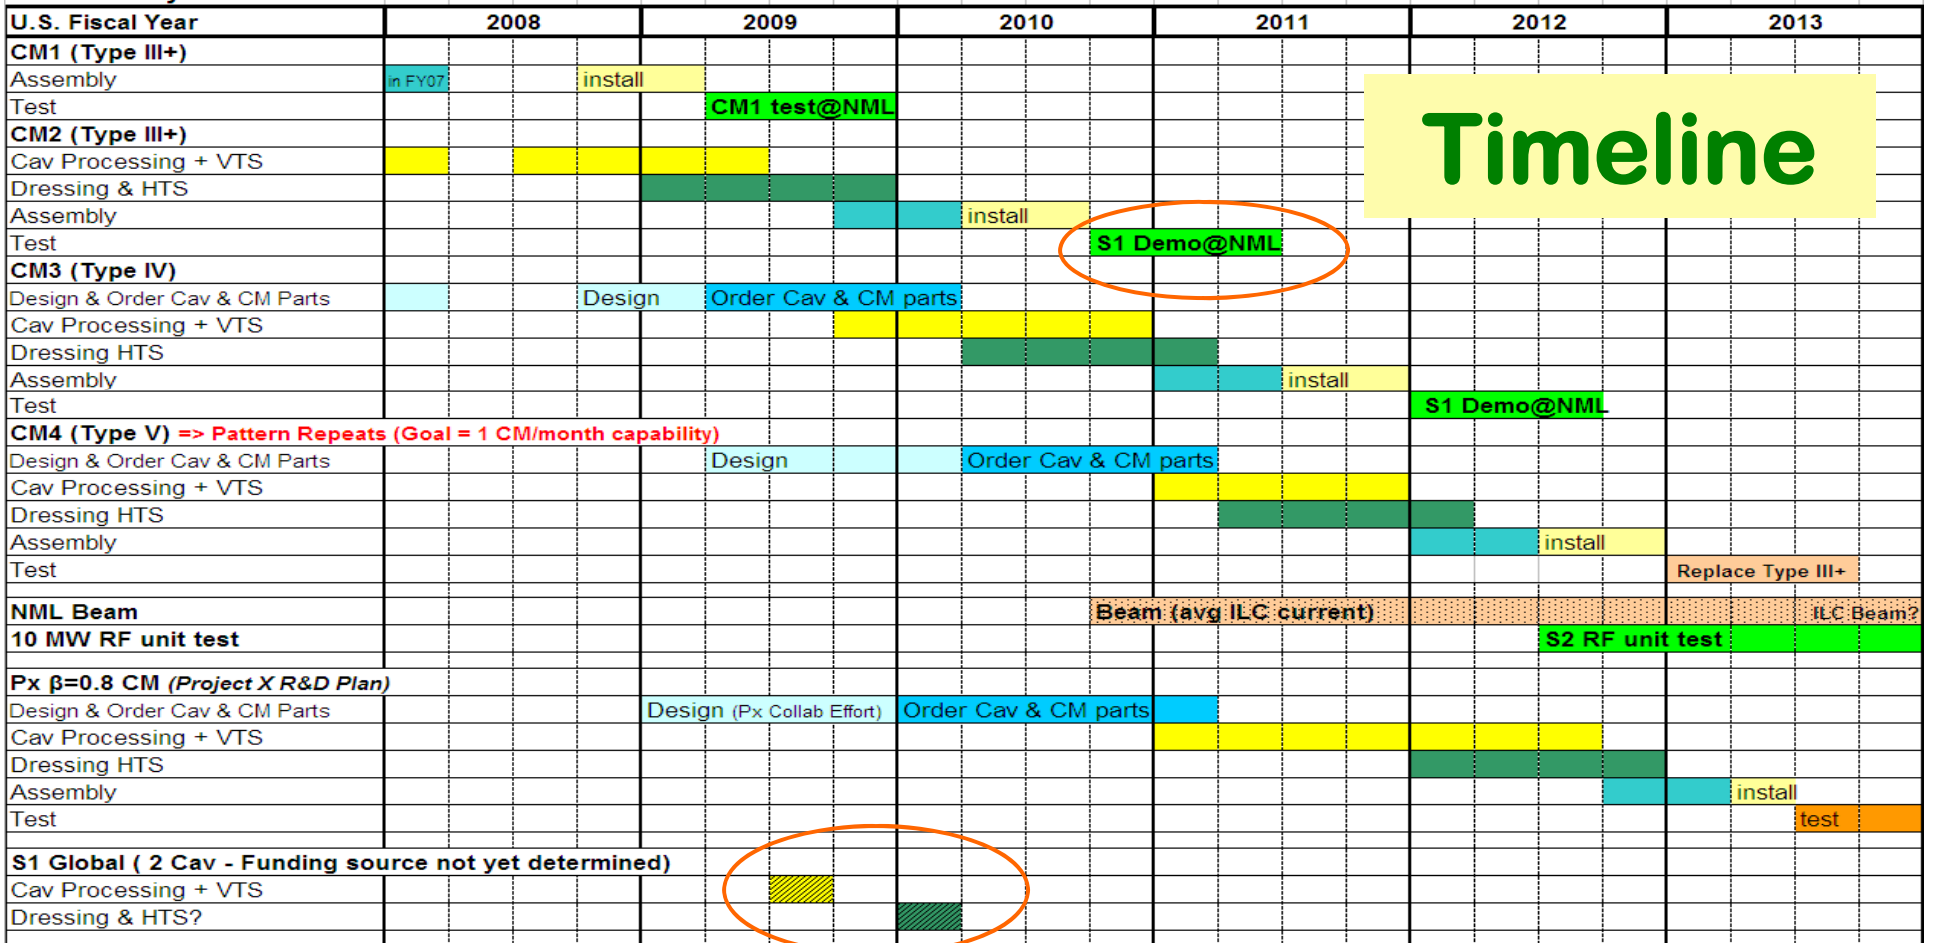 U.S. Fiscal Year 2008 2009 2010 2011 2012 2013
CM1 (Type III+)
Assembly in FY07 install
Timeline
Test CM1 test@NML
CM2 (Type III+)
Cav Processing + VTS
Dressing & HTS
Assembly install
Test S1 Demo@NML
CM3 (Type IV)
Design & Order Cav & CM Parts Design Order Cav & CM parts
Cav Processing + VTS
Dressing HTS
Assembly install
Test S1 Demo@NML
CM4 (Type V) => Pattern Repeats (Goal = 1 CM/month capability)
Design & Order Cav & CM Parts Design Order Cav & CM parts
Cav Processing + VTS
Dressing HTS
Assembly install
Test Replace Type III+
NML Beam Beam (avg ILC current) ILC Beam?
10 MW RF unit test S2 RF unit test
Px β=0.8 CM (Project X R&D Plan)
Design & Order Cav & CM Parts Design (Px Collab Effort) Order Cav & CM parts
Cav Processing + VTS
Dressing HTS
Assembly install
Test test
S1 Global ( 2 Cav - Funding source not yet determined)
Cav Processing + VTS
Dressing & HTS?